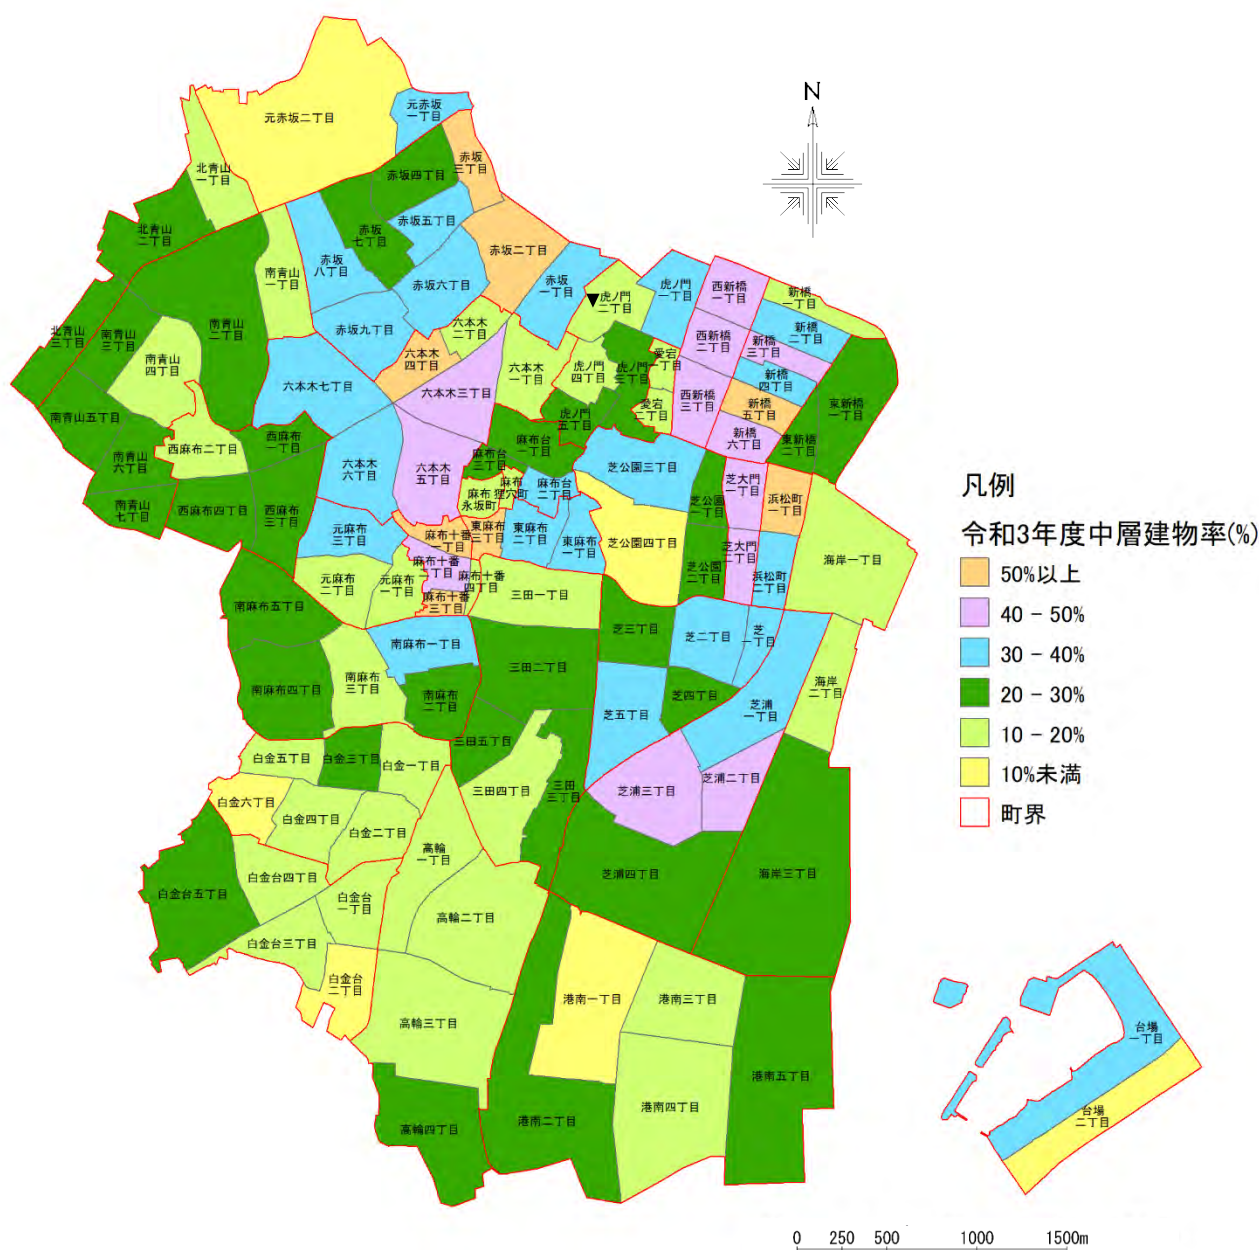 N
元赤坂二丁目
元赤坂
一丁目
赤坂
三丁目
赤坂四丁目
北青山
一丁目
北青山
二丁目
赤坂
七丁目
赤坂五丁目
赤坂二丁目
赤坂
八丁目
南青山
一丁目
赤坂六丁目
赤坂
一丁目
虎ノ門
二丁目
虎ノ門
一丁目
西新橋
一丁目
新橋
一丁目
新橋
二丁目
北青山
三丁目
南青山
三丁目
南青山
二丁目
赤坂九丁目
六本木
二丁目
西新橋
二丁目
新橋
三丁目
新橋
四丁目
南青山
四丁目
六本木
四丁目
六本木
一丁目
虎ノ門
四丁目
虎ノ門
三丁目
愛宕
一丁目
六本木七丁目
六本木三丁目
西新橋
三丁目
新橋
五丁目
東新橋
一丁目
南青山五丁目
愛宕
二丁目
虎ノ門
五丁目
新橋
六丁目
東新橋
二丁目
西麻布二丁目
西麻布
一丁目
麻布台
一丁目
南青山
六丁目
六本木
六丁目
六本木
五丁目
麻布台
三丁目
芝公園三丁目
芝大門
一丁目
浜松町
一丁目
麻布
永坂町
麻布
狸穴町
麻布台
二丁目
南青山
七丁目
西麻布四丁目
西麻布
三丁目
芝公園
一丁目
元麻布
三丁目
麻布十番
一丁目
東麻布
三丁目
東麻布
二丁目
東麻布
一丁目
芝公園四丁目
芝大門
二丁目
海岸一丁目
麻布十番
二丁目
元麻布
二丁目
元麻布
一丁目
麻布十番
四丁目
芝公園
二丁目
浜松町
二丁目
麻布十番
三丁目
三田一丁目
南麻布五丁目
南麻布一丁目
芝三丁目
芝二丁目
芝
一丁目
三田二丁目
南麻布四丁目
南麻布
三丁目
南麻布
二丁目
芝四丁目
海岸
二丁目
芝五丁目
芝浦
一丁目
三田五丁目
白金五丁目
白金三丁目
白金一丁目
芝浦二丁目
三田四丁目
三田
三丁目
芝浦三丁目
白金六丁目
白金四丁目
白金二丁目
高輪
一丁目
芝浦四丁目
海岸三丁目
白金台四丁目
白金台五丁目
白金台
一丁目
高輪二丁目
白金台三丁目
白金台
二丁目
港南一丁目
港南三丁目
高輪三丁目
港南五丁目
港南四丁目
港南二丁目
高輪四丁目
台場
一丁目
台場
二丁目
凡例
令和3年度中層建物率(%)
50%以上
40 - 50%
30 - 40%
20 - 30%
10 - 20%
10%未満
町界
0 250 500 1000 1500m